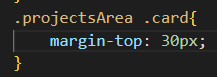 .projectsArea .card{
    margin-top: 30px;
}